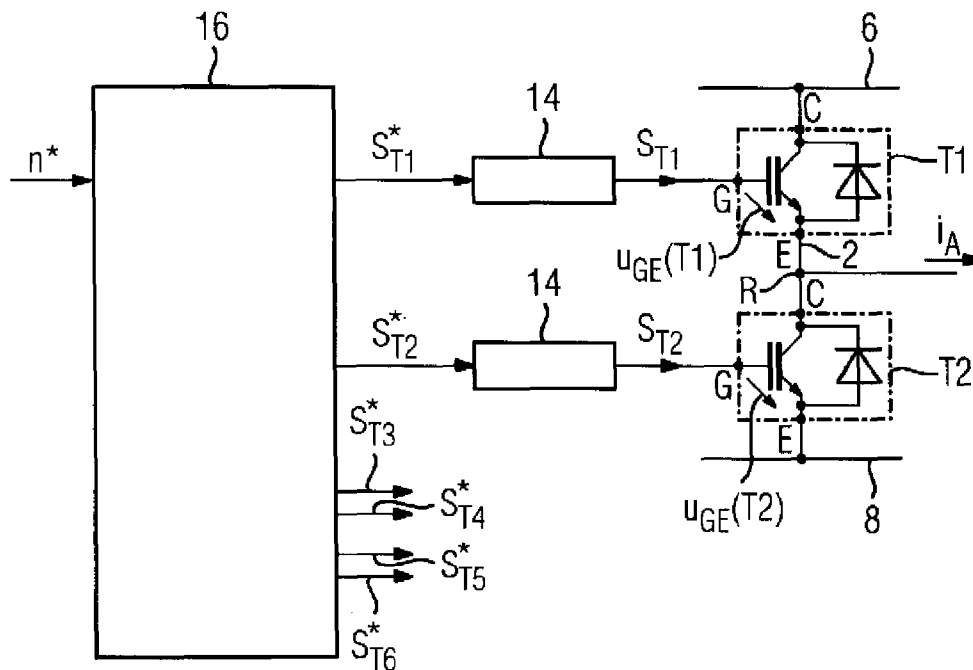 16
6
n*
S*T1
14
ST1
C
T1
G
uGE(T1)
E
2
iA
R
C
S*T2
14
ST2
G
T2
E
uGE(T2)
8
S*T3
S*T4
S*T5
S*T6